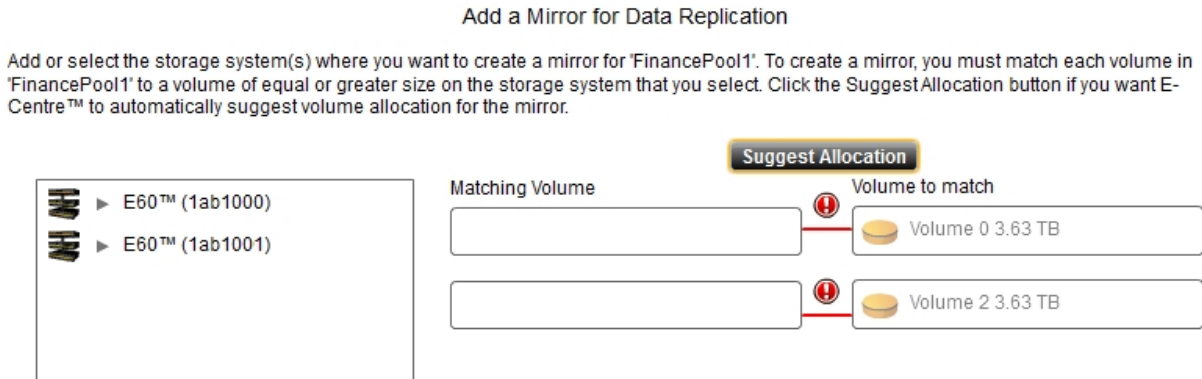 Add a Mirror for Data Replication
Add or select the storage system(s) where you want to create a mirror for 'FinancePool1'. To create a mirror, you must match each volume in
'FinancePool1' to a volume of equal or greater size on the storage system that you select. Click the Suggest Allocation button if you want E-
Centre™ to automatically suggest volume allocation for the mirror.
Suggest Allocation
E60™ (1ab1000)
E60™ (1ab1001)
Matching Volume
Volume to match
Volume 0 3.63 TB
Volume 2 3.63 TB